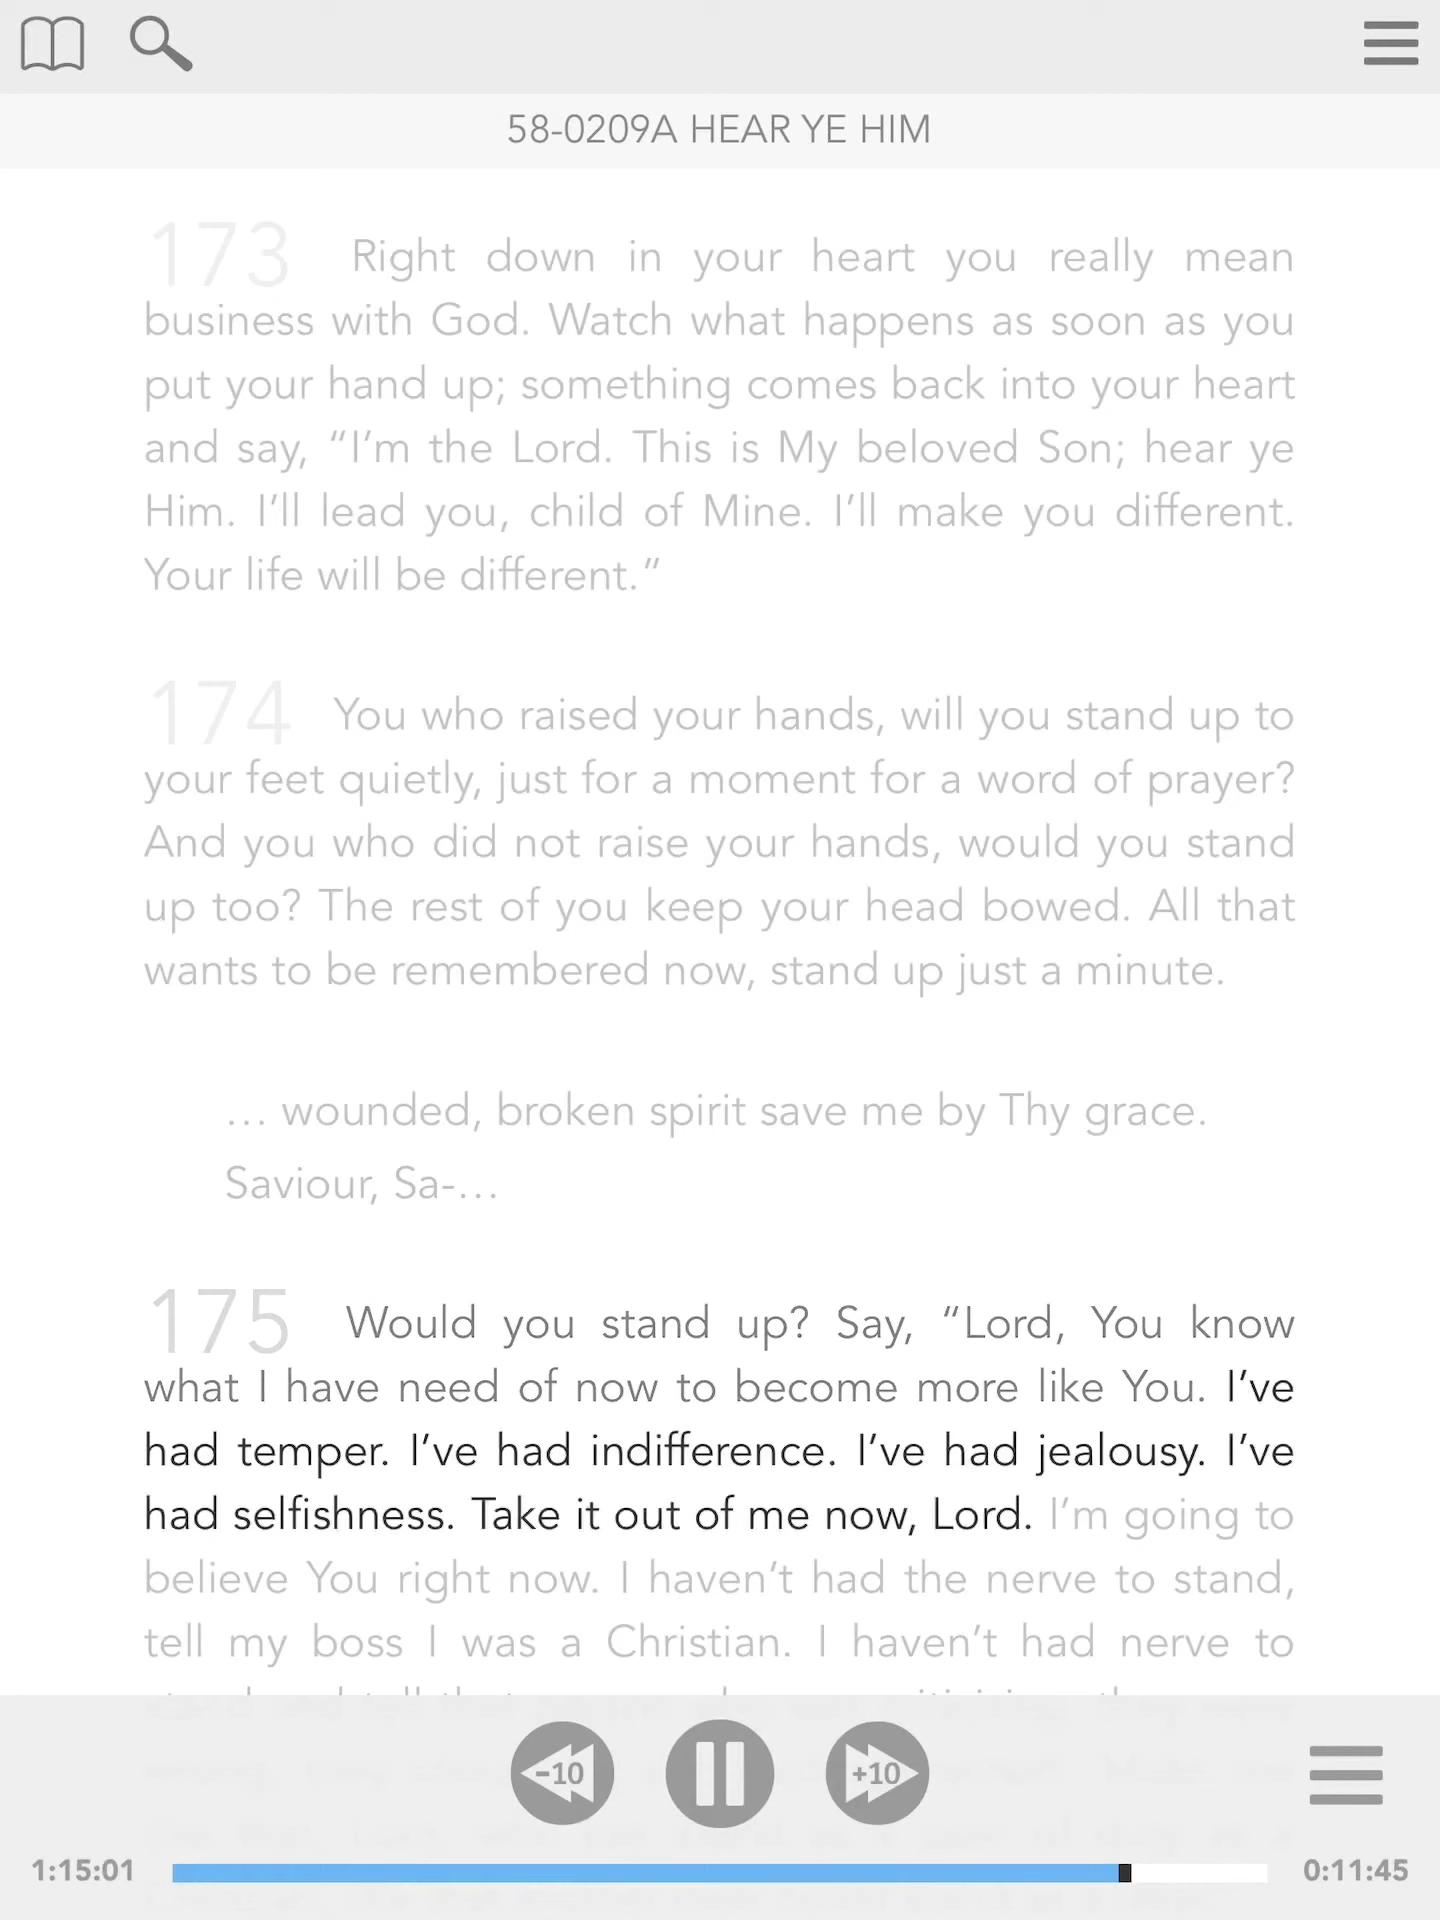 58-0209A HEAR YE HIM
173 Right down in your heart you really mean
business with God. Watch what happens as soon as you
put your hand up; something comes back into your heart
and say, “I’m the Lord. This is My beloved Son; hear ye
Him. I’ll lead you, child of Mine. I’ll make you different.
Your life will be different.”
174 You who raised your hands, will you stand up to
your feet quietly, just for a moment for a word of prayer?
And you who did not raise your hands, would you stand
up too? The rest of you keep your head bowed. All that
wants to be remembered now, stand up just a minute.
… wounded, broken spirit save me by Thy grace.
Saviour, Sa-…
175 Would you stand up? Say, “Lord, You know
what I have need of now to become more like You. I’ve
had temper. I’ve had indifference. I’ve had jealousy. I’ve
had selfishness. Take it out of me now, Lord. I’m going to
believe You right now. I haven’t had the nerve to stand,
tell my boss I was a Christian. I haven’t had nerve to
-10 +10
1:15:01 0:11:45